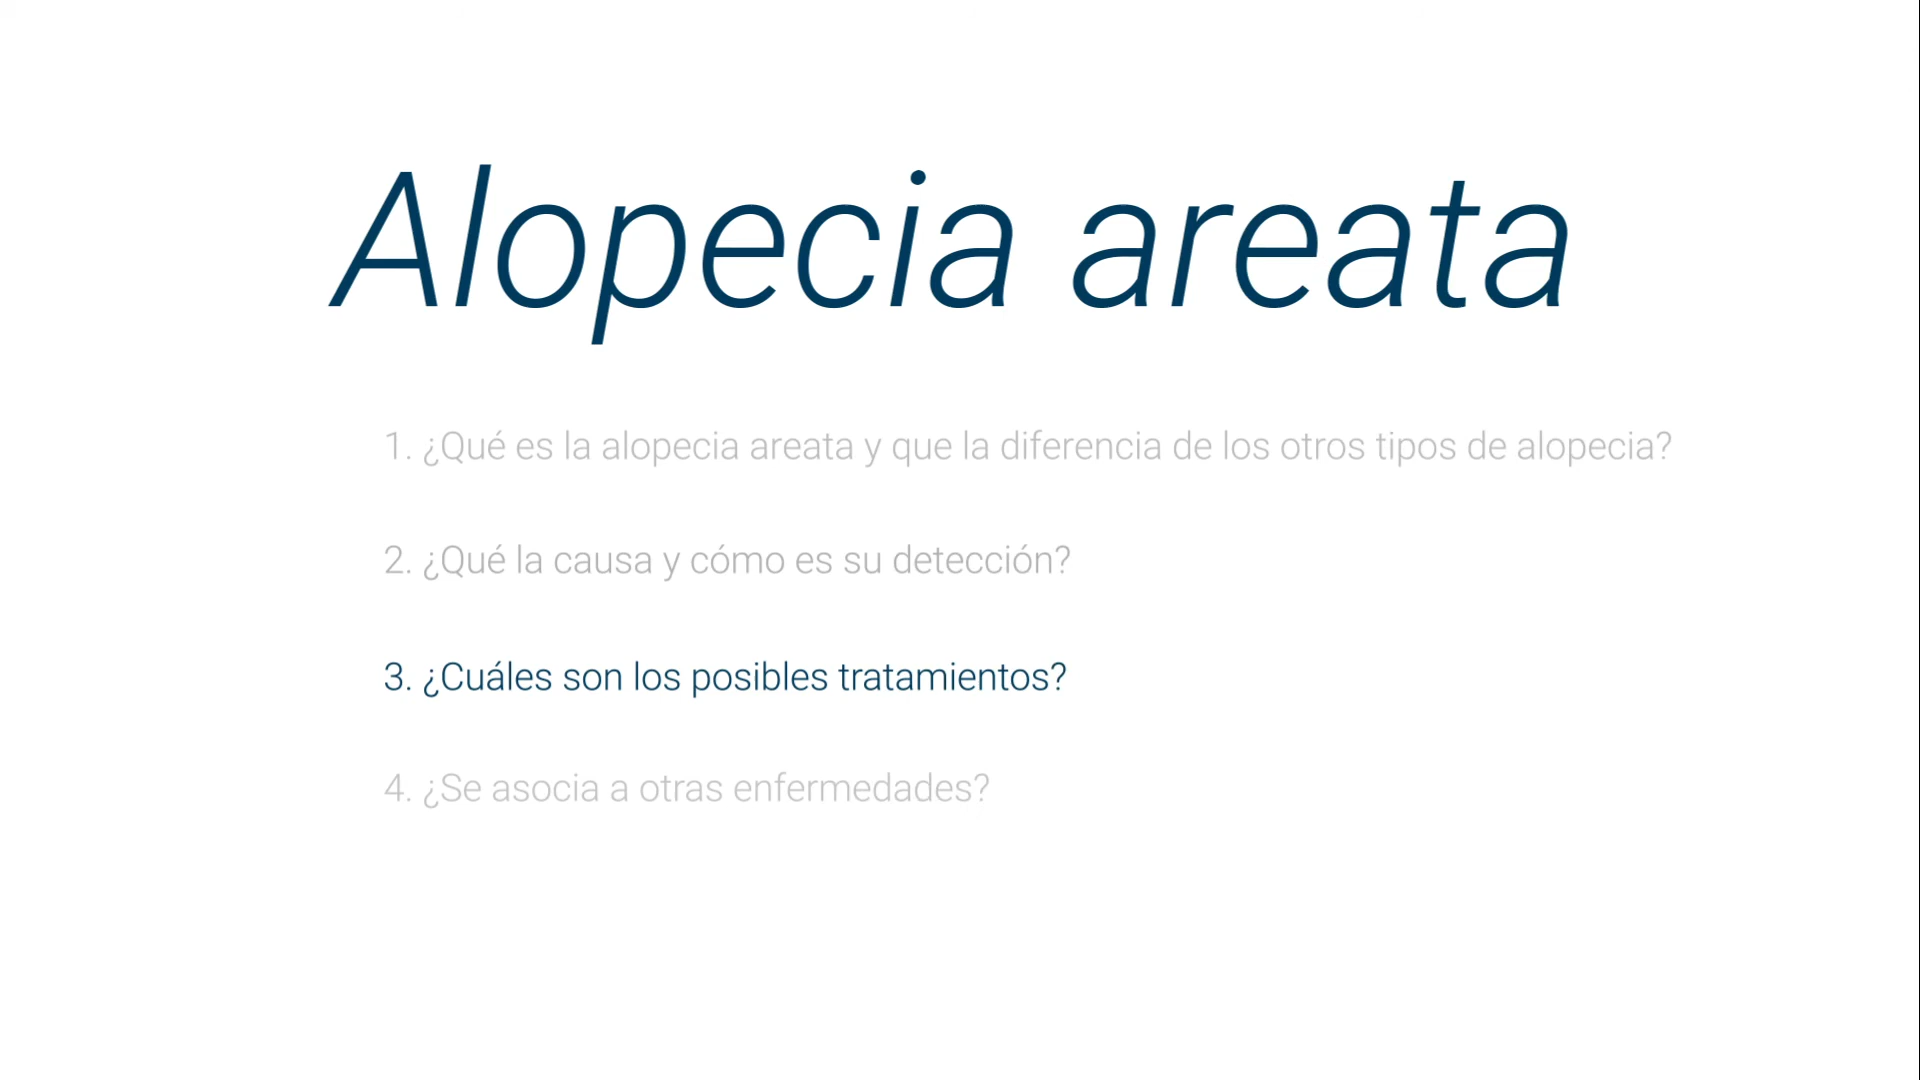 Alopecia areata
1. ¿Qué es la alopecia areata y que la diferencia de los otros tipos de alopecia?
2. ¿Qué la causa y cómo es su detección?
3. ¿Cuáles son los posibles tratamientos?
4. ¿Se asocia a otras enfermedades?